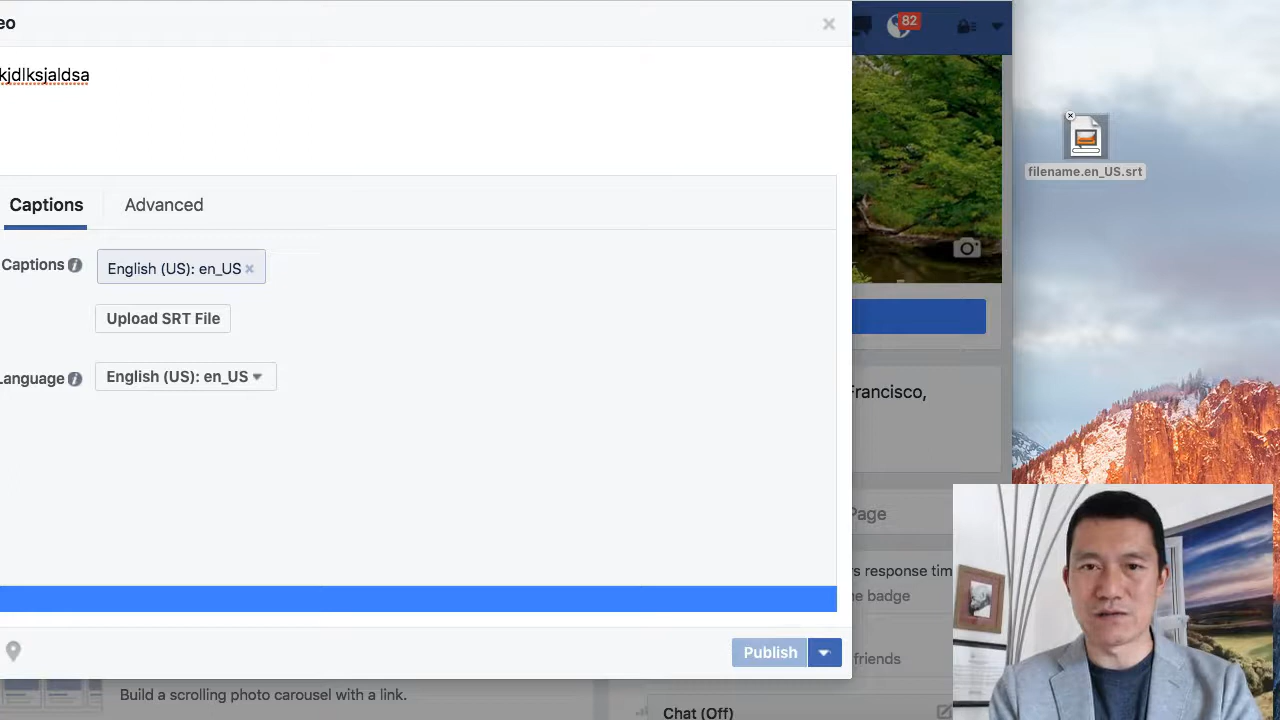 eo
82
kjdlksjaldsa
filename.en_US.srt
Captions
Advanced
Captions
English (US): en_US
Upload SRT File
Language
English (US): en_US
Francisco,
Page
rs response tim
ne badge
Publish
friends
Build a scrolling photo carousel with a link.
Chat (Off)